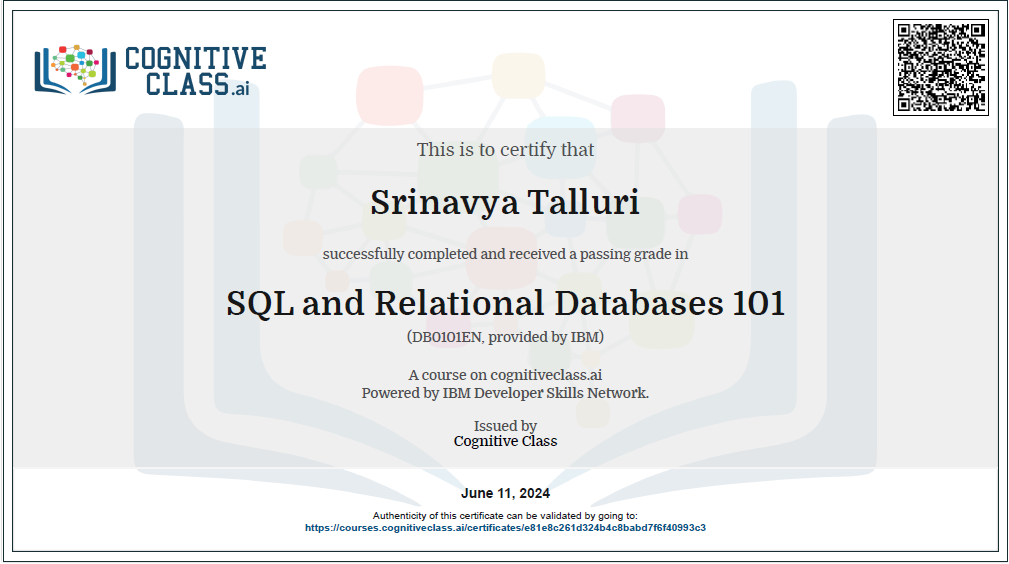 COGNITIVE
CLASS.ai
This is to certify that
Srinavya Talluri
successfully completed and received a passing grade in
SQL and Relational Databases 101
(DB0101EN, provided by IBM)
A course on cognitiveclass.ai
Powered by IBM Developer Skills Network.
Issued by
Cognitive Class
June 11, 2024
Authenticity of this certificate can be validated by going to:
https://courses.cognitiveclass.ai/certificates/e81e8c261d324b4c8babd7f6f40993c3